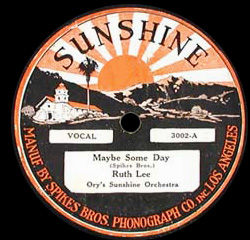 SUNSHINE
VOCAL
3002-A
Maybe Some Day
(Spikes Bros.)
Ruth Lee
Ory's Sunshine Orchestra
MANUF. BY SPIKES BROS. PHONOGRAPH CO. INC. LOS ANGELES